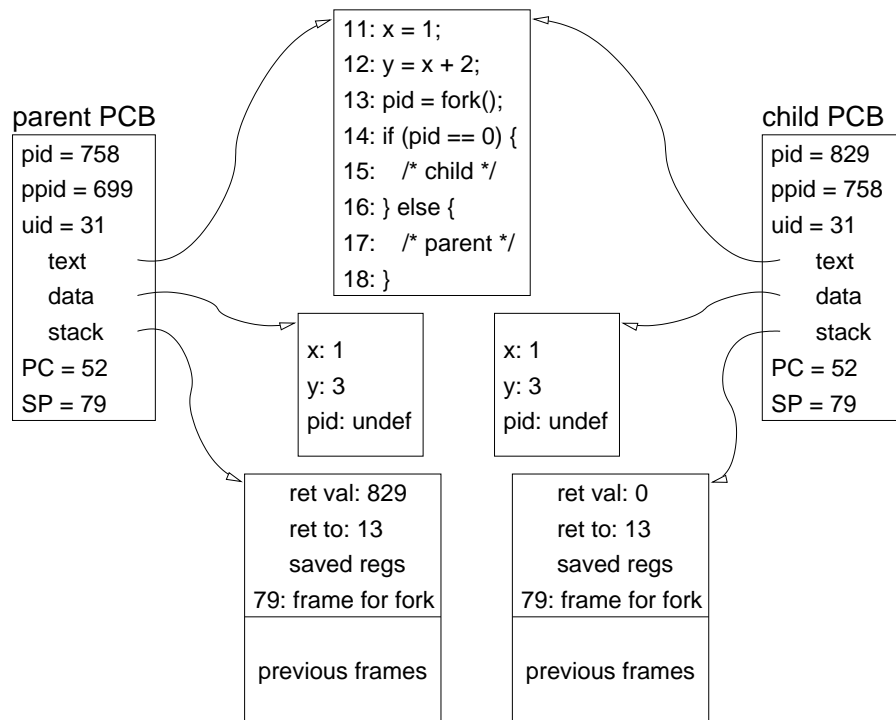 11: x = 1;
12: y = x + 2;
13: pid = fork();
14: if (pid == 0) {
15: /* child */
16: } else {
17: /* parent */
18: }
parent PCB
pid = 758
ppid = 699
uid = 31
text
data
stack
PC = 52
SP = 79
child PCB
pid = 829
ppid = 758
uid = 31
text
data
stack
PC = 52
SP = 79
x: 1
y: 3
pid: undef
x: 1
y: 3
pid: undef
ret val: 829
ret to: 13
saved regs
79: frame for fork
previous frames
ret val: 0
ret to: 13
saved regs
79: frame for fork
previous frames